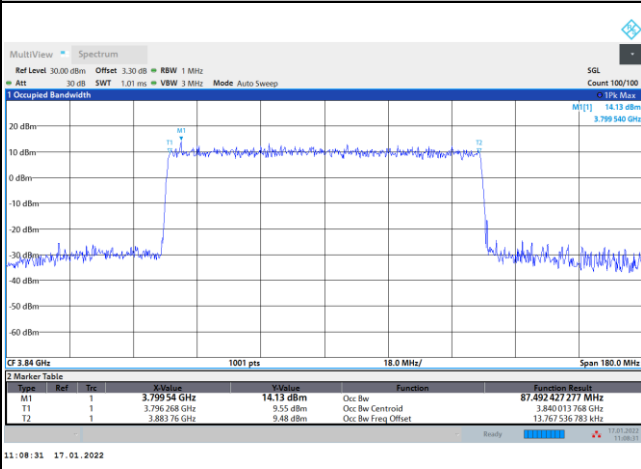 MultiView Spectrum
Ref Level 30.00 dBm Offset 3.30 dB RBW 1 MHz SGL
Att 30 dB SWT 1.01 ms VBW 3 MHz Mode Auto Sweep Count 100/100
1 Occupied Bandwidth 1Pk Max
M1[1] 14.13 dBm
3.799 540 GHz
20 dBm
M1
T1 T2
10 dBm
0 dBm
-10 dBm
-20 dBm
-30 dBm
-40 dBm
-50 dBm
-60 dBm
CF 3.84 GHz 1001 pts 18.0 MHz/ Span 180.0 MHz
2 Marker Table
Type Ref Trc X-Value Y-Value Function Function Result
M1 1 3.799 54 GHz 14.13 dBm Occ Bw 87.492 427 277 MHz
T1 1 3.796 268 GHz 9.55 dBm Occ Bw Centroid 3.840 013 768 GHz
T2 1 3.883 76 GHz 9.48 dBm Occ Bw Freq Offset 13.767 536 783 kHz
Ready 17.01.2022
11:08:31
11:08:31 17.01.2022